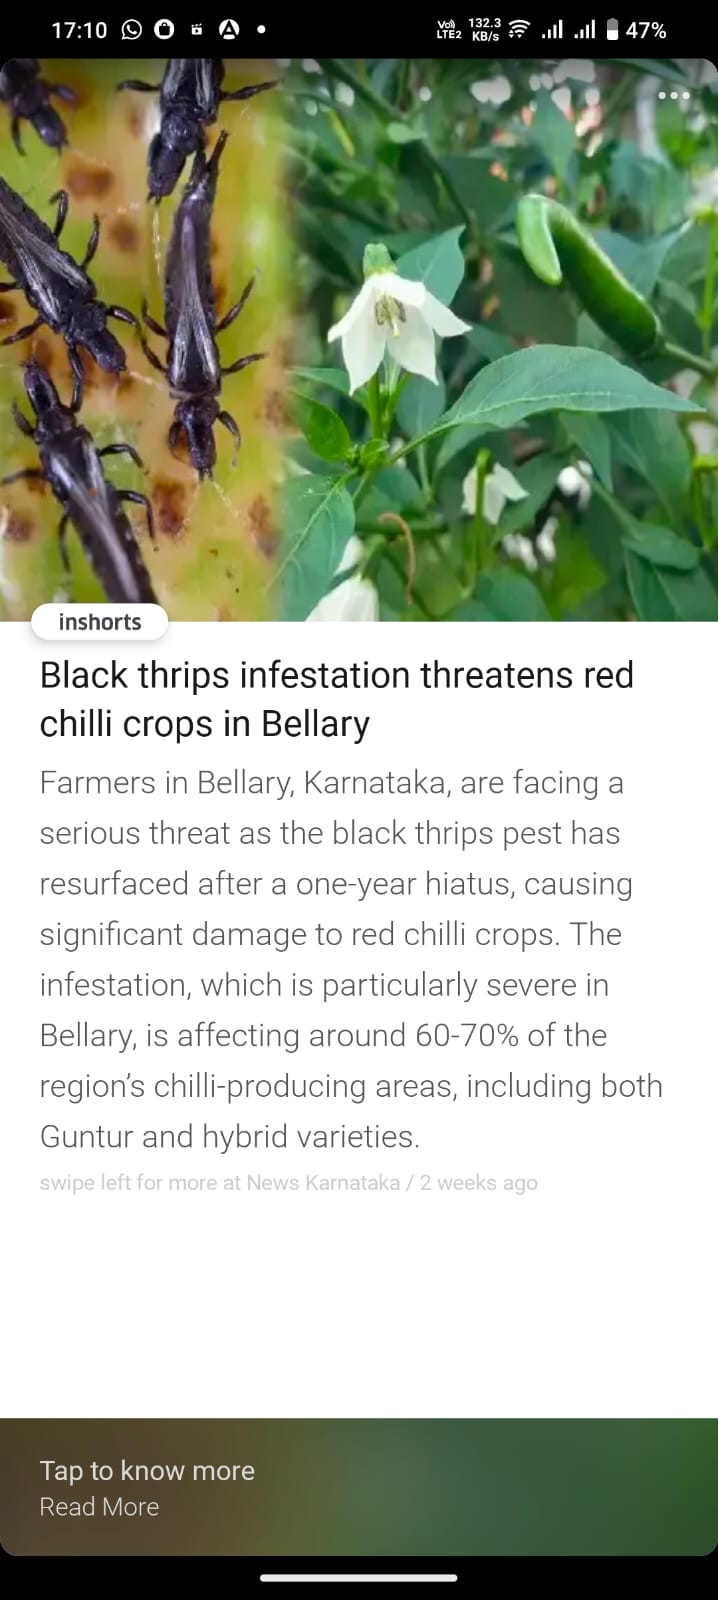 17:10 Vo)) LTE2 132.3 KB/s 47%
inshorts
Black thrips infestation threatens red
chilli crops in Bellary
Farmers in Bellary, Karnataka, are facing a
serious threat as the black thrips pest has
resurfaced after a one-year hiatus, causing
significant damage to red chilli crops. The
infestation, which is particularly severe in
Bellary, is affecting around 60-70% of the
region’s chilli-producing areas, including both
Guntur and hybrid varieties.
swipe left for more at News Karnataka / 2 weeks ago
Tap to know more
Read More